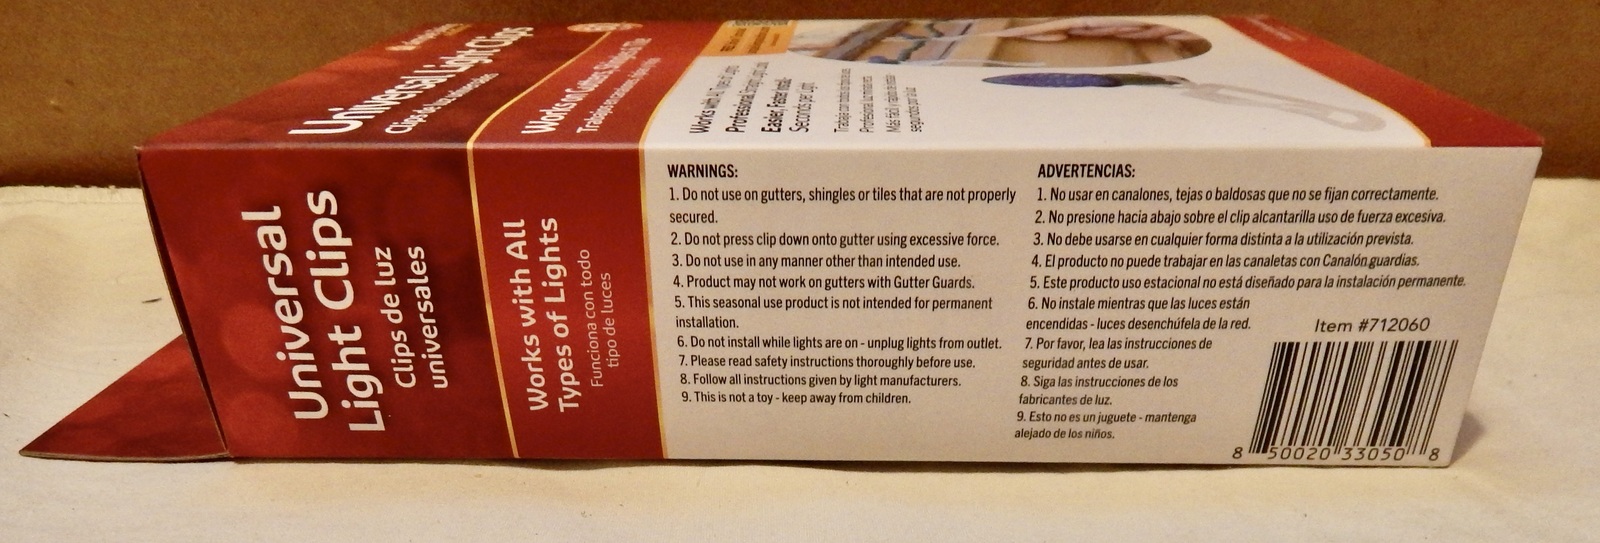 Universal Light Clips
Works on Gutters, Shingles & Tile
Works with All Types of Lights
Easier, Faster Install-
Seconds per Light
Más fácil y rápido de instalar-
segundos por la luz
Universal
Light Clips
Clips de luz
universales
Works with All
Types of Lights
Funciona con todo
tipo de luces
WARNINGS:
1. Do not use on gutters, shingles or tiles that are not properly
secured.
2. Do not press clip down onto gutter using excessive force.
3. Do not use in any manner other than intended use.
4. Product may not work on gutters with Gutter Guards.
5. This seasonal use product is not intended for permanent
installation.
6. Do not install while lights are on - unplug lights from outlet.
7. Please read safety instructions thoroughly before use.
8. Follow all instructions given by light manufacturers.
9. This is not a toy - keep away from children.
ADVERTENCIAS:
1. No usar en canalones, tejas o baldosas que no se fijan correctamente.
2. No presione hacia abajo sobre el clip alcantarilla uso de fuerza excesiva.
3. No debe usarse en cualquier forma distinta a la utilización prevista.
4. El producto no puede trabajar en las canaletas con Canalón guardias.
5. Este producto uso estacional no está diseñado para la instalación permanente.
6. No instale mientras que las luces están
encendidas - luces desenchúfela de la red.
7. Por favor, lea las instrucciones de
seguridad antes de usar.
8. Siga las instrucciones de los
fabricantes de luz.
9. Esto no es un juguete - mantenga
alejado de los niños.
Item #712060
8 50020 33050 8